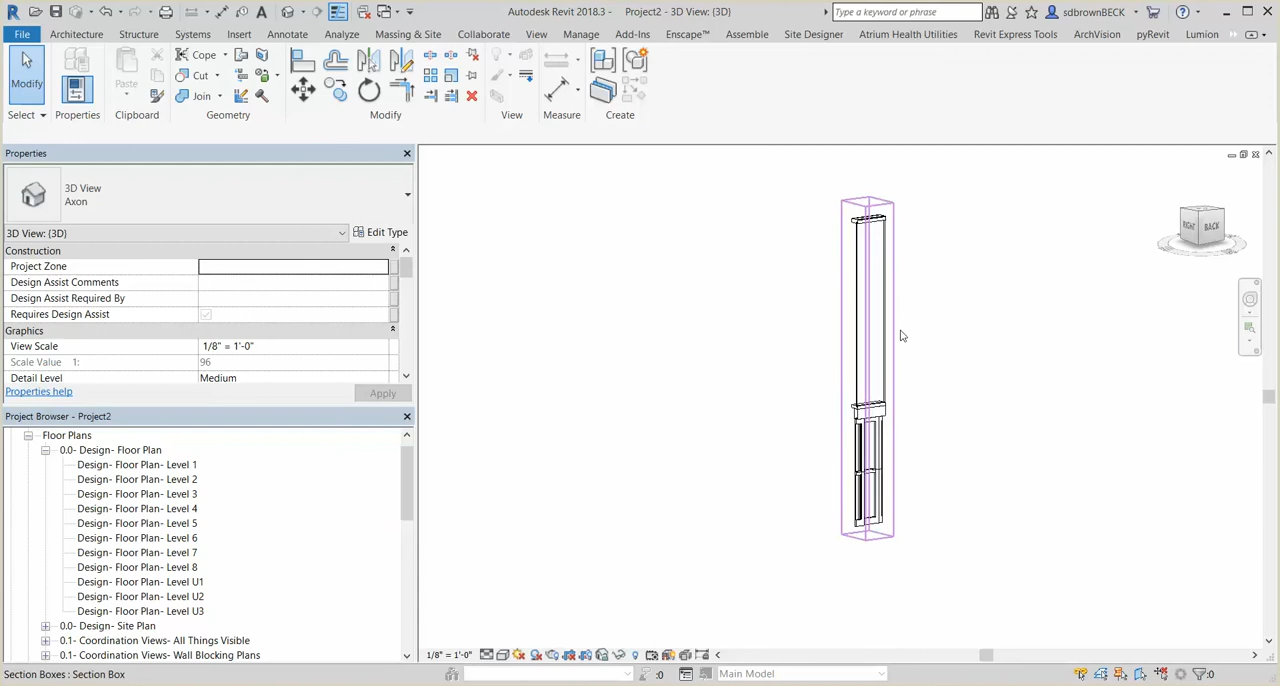 Autodesk Revit 2018.3 - Project2 - 3D View: {3D}
Type a keyword or phrase
sdbrownBECK
File Architecture Structure Systems Insert Annotate Analyze Massing & Site Collaborate View Manage Add-Ins Enscape™ Assemble Site Designer Atrium Health Utilities Revit Express Tools ArchVision pyRevit Lumion
Cope
Cut
Join
Modify
Paste
Select Properties Clipboard Geometry Modify View Measure Create
Properties
3D View
Axon
3D View: {3D}
Edit Type
Construction
Project Zone
Design Assist Comments
Design Assist Required By
Requires Design Assist
Graphics
View Scale 1/8" = 1'-0"
Scale Value 1: 96
Detail Level Medium
Properties help
Apply
Project Browser - Project2
Floor Plans
0.0- Design- Floor Plan
Design- Floor Plan- Level 1
Design- Floor Plan- Level 2
Design- Floor Plan- Level 3
Design- Floor Plan- Level 4
Design- Floor Plan- Level 5
Design- Floor Plan- Level 6
Design- Floor Plan- Level 7
Design- Floor Plan- Level 8
Design- Floor Plan- Level U1
Design- Floor Plan- Level U2
Design- Floor Plan- Level U3
0.0- Design- Site Plan
0.1- Coordination Views- All Things Visible
0.1- Coordination Views- Wall Blocking Plans
RIGHT BACK
1/8" = 1'-0"
Section Boxes : Section Box
:0
Main Model
:0